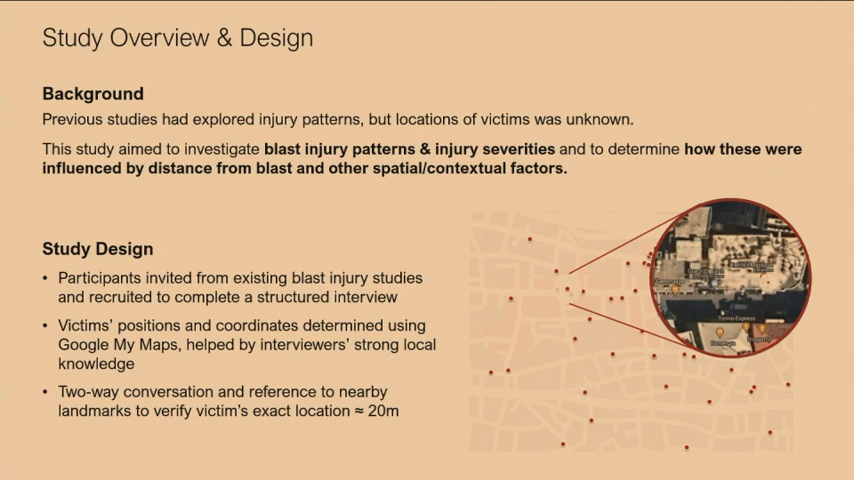 Study Overview & Design
Background
Previous studies had explored injury patterns, but locations of victims was unknown.
This study aimed to investigate blast injury patterns & injury severities and to determine how these were
influenced by distance from blast and other spatial/contextual factors.
Study Design
• Participants invited from existing blast injury studies
and recruited to complete a structured interview
• Victims’ positions and coordinates determined using
Google My Maps, helped by interviewers’ strong local
knowledge
• Two-way conversation and reference to nearby
landmarks to verify victim’s exact location ≈ 20m
Torino Express